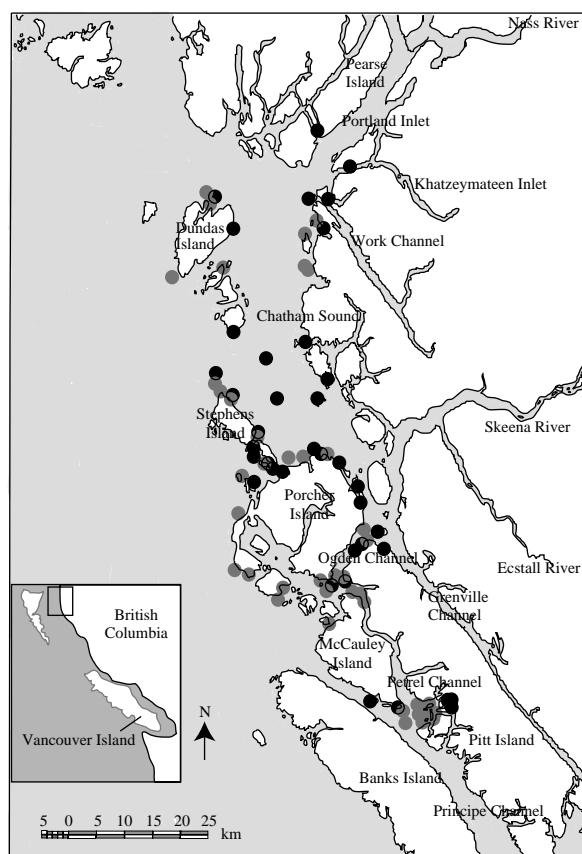 Nass River
Pearse
Island
Portland Inlet
Khatzeymateen Inlet
Dundas
Island
Work Channel
Chatham Sound
Stephens
Island
Skeena River
Porcher
Island
Ogden Channel
Ecstall River
Grenville
Channel
British
Columbia
McCauley
Island
Petrel Channel
N
Vancouver Island
Pitt Island
Banks Island
Principe Channel
5 0 5 10 15 20 25
km